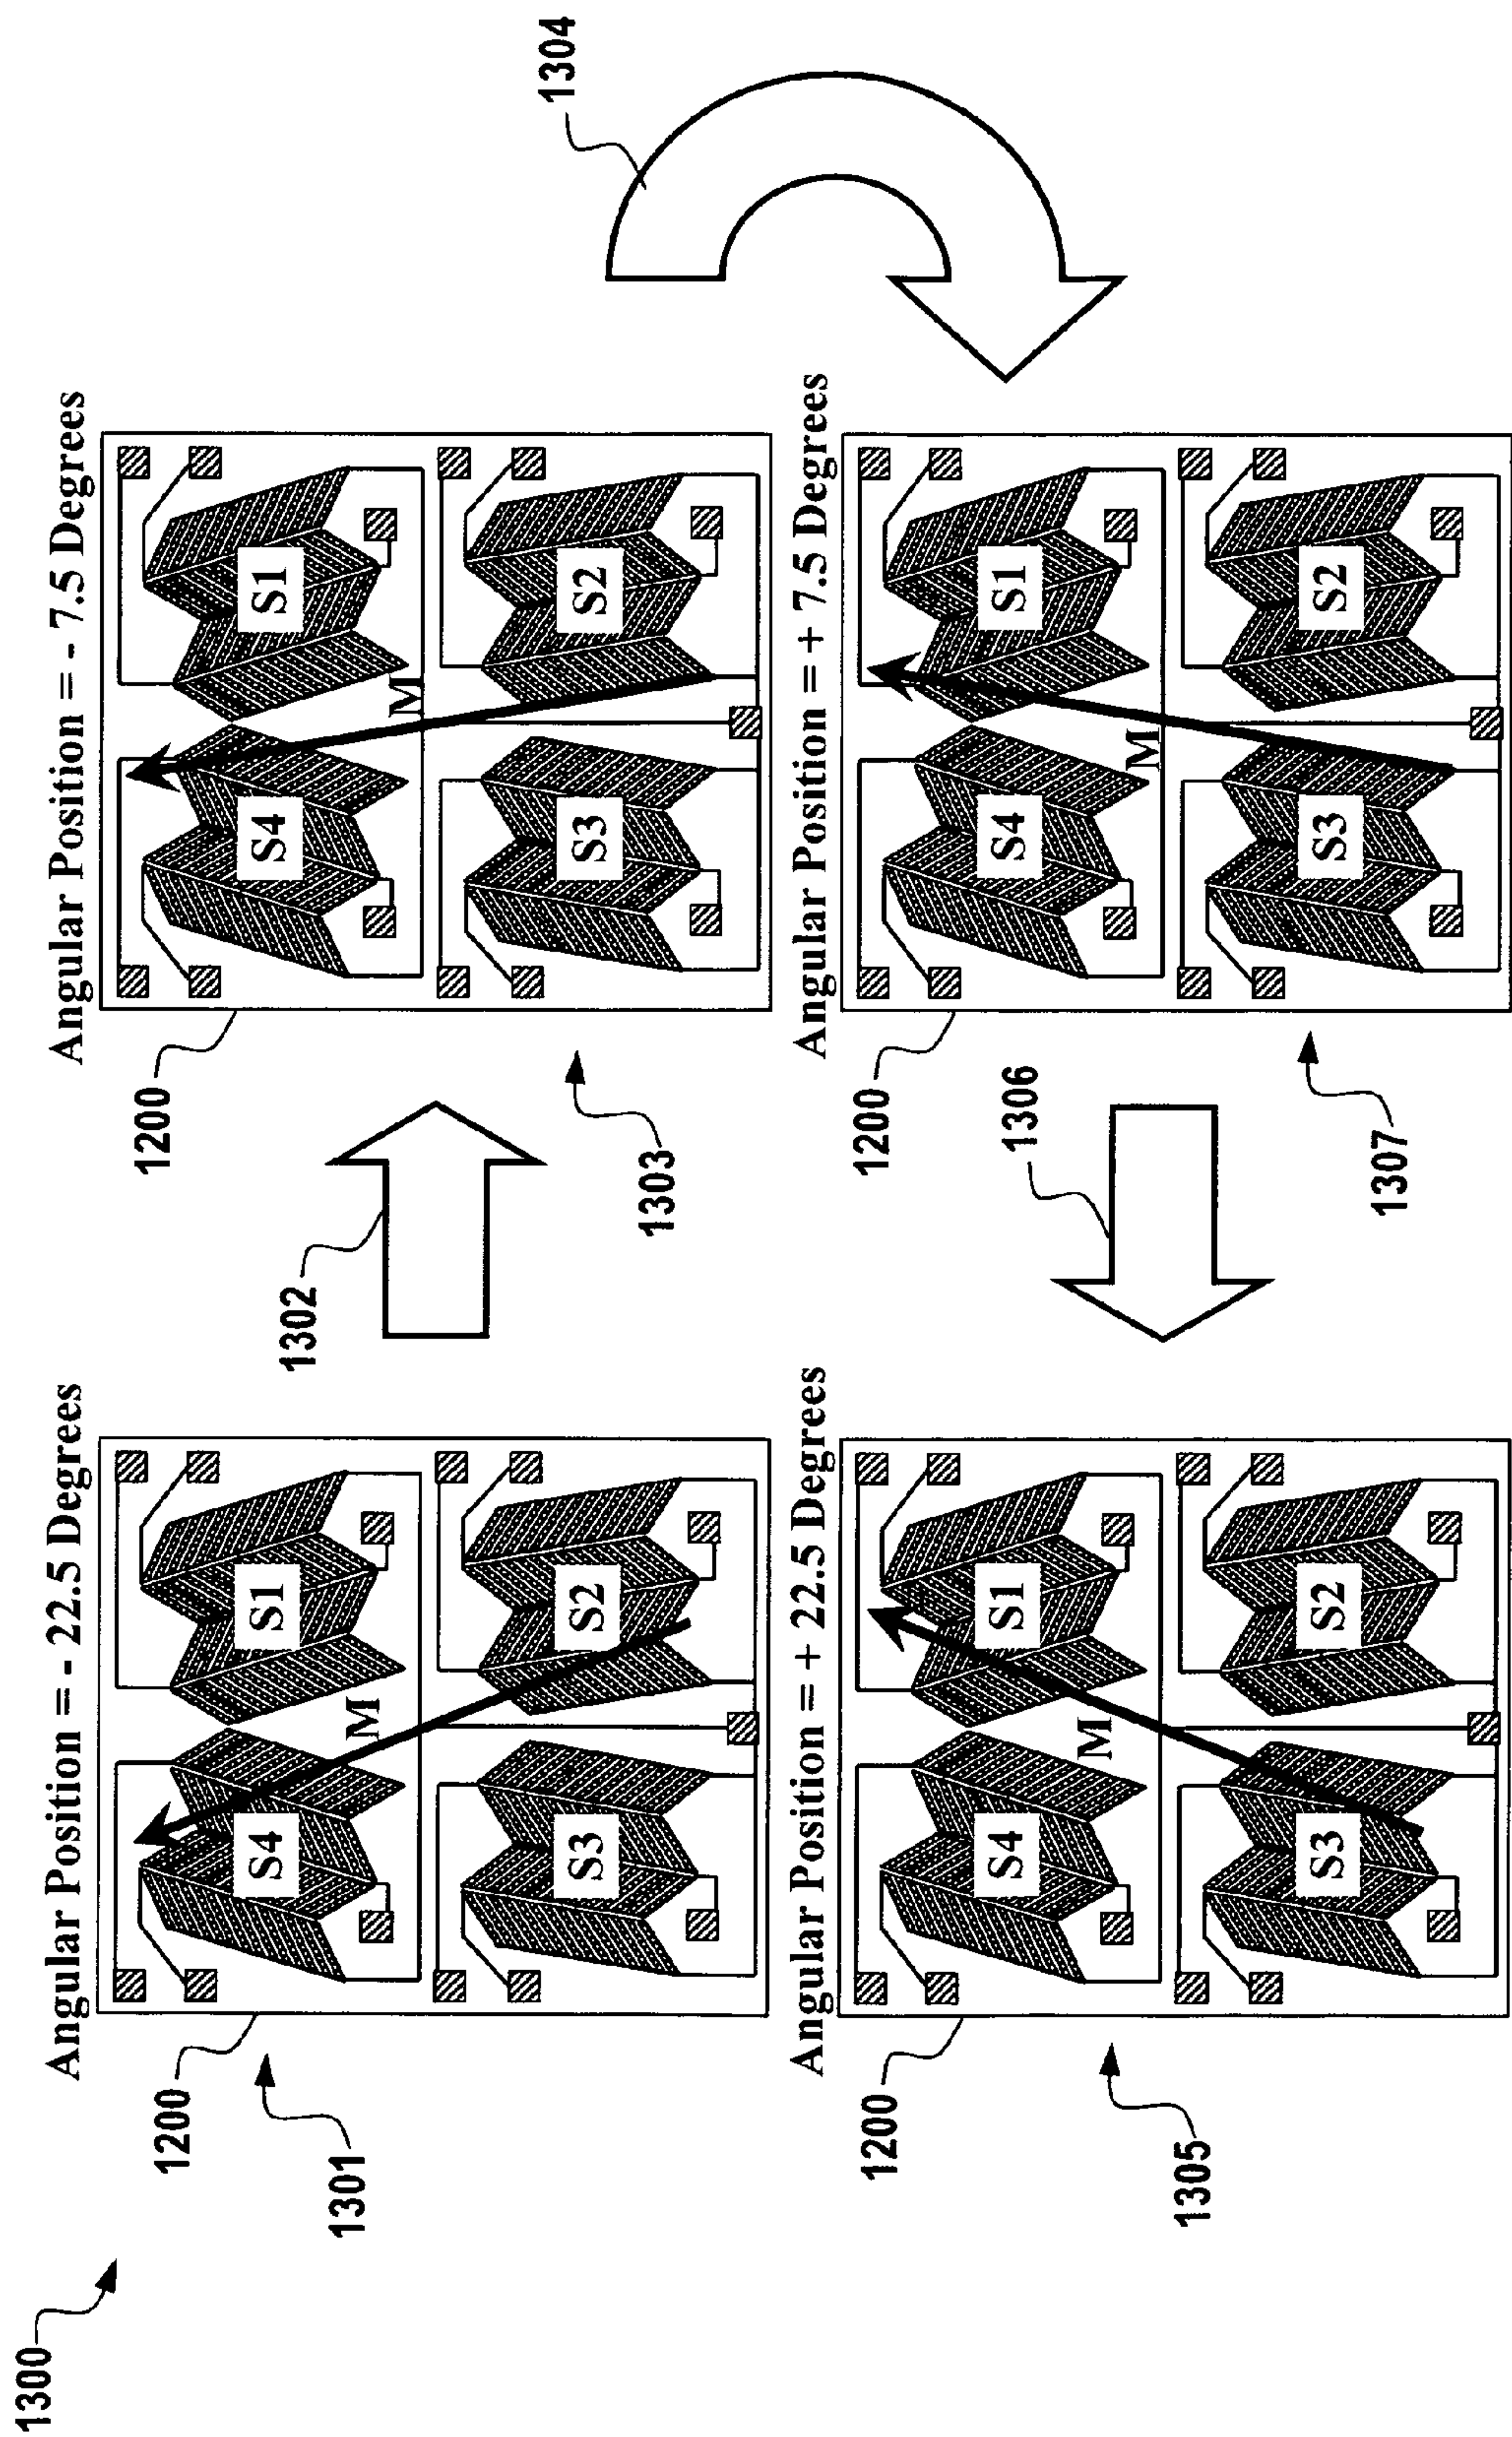 1300
Angular Position = - 22.5 Degrees
Angular Position = - 7.5 Degrees
1200
1200
S4
S1
S4
S1
1302
1301
M
M
1304
S3
S2
S3
S2
1303
Angular Position = + 22.5 Degrees
Angular Position = + 7.5 Degrees
1200
1200
S4
S1
S4
S1
1306
M
M
1305
S3
S2
S3
S2
1307